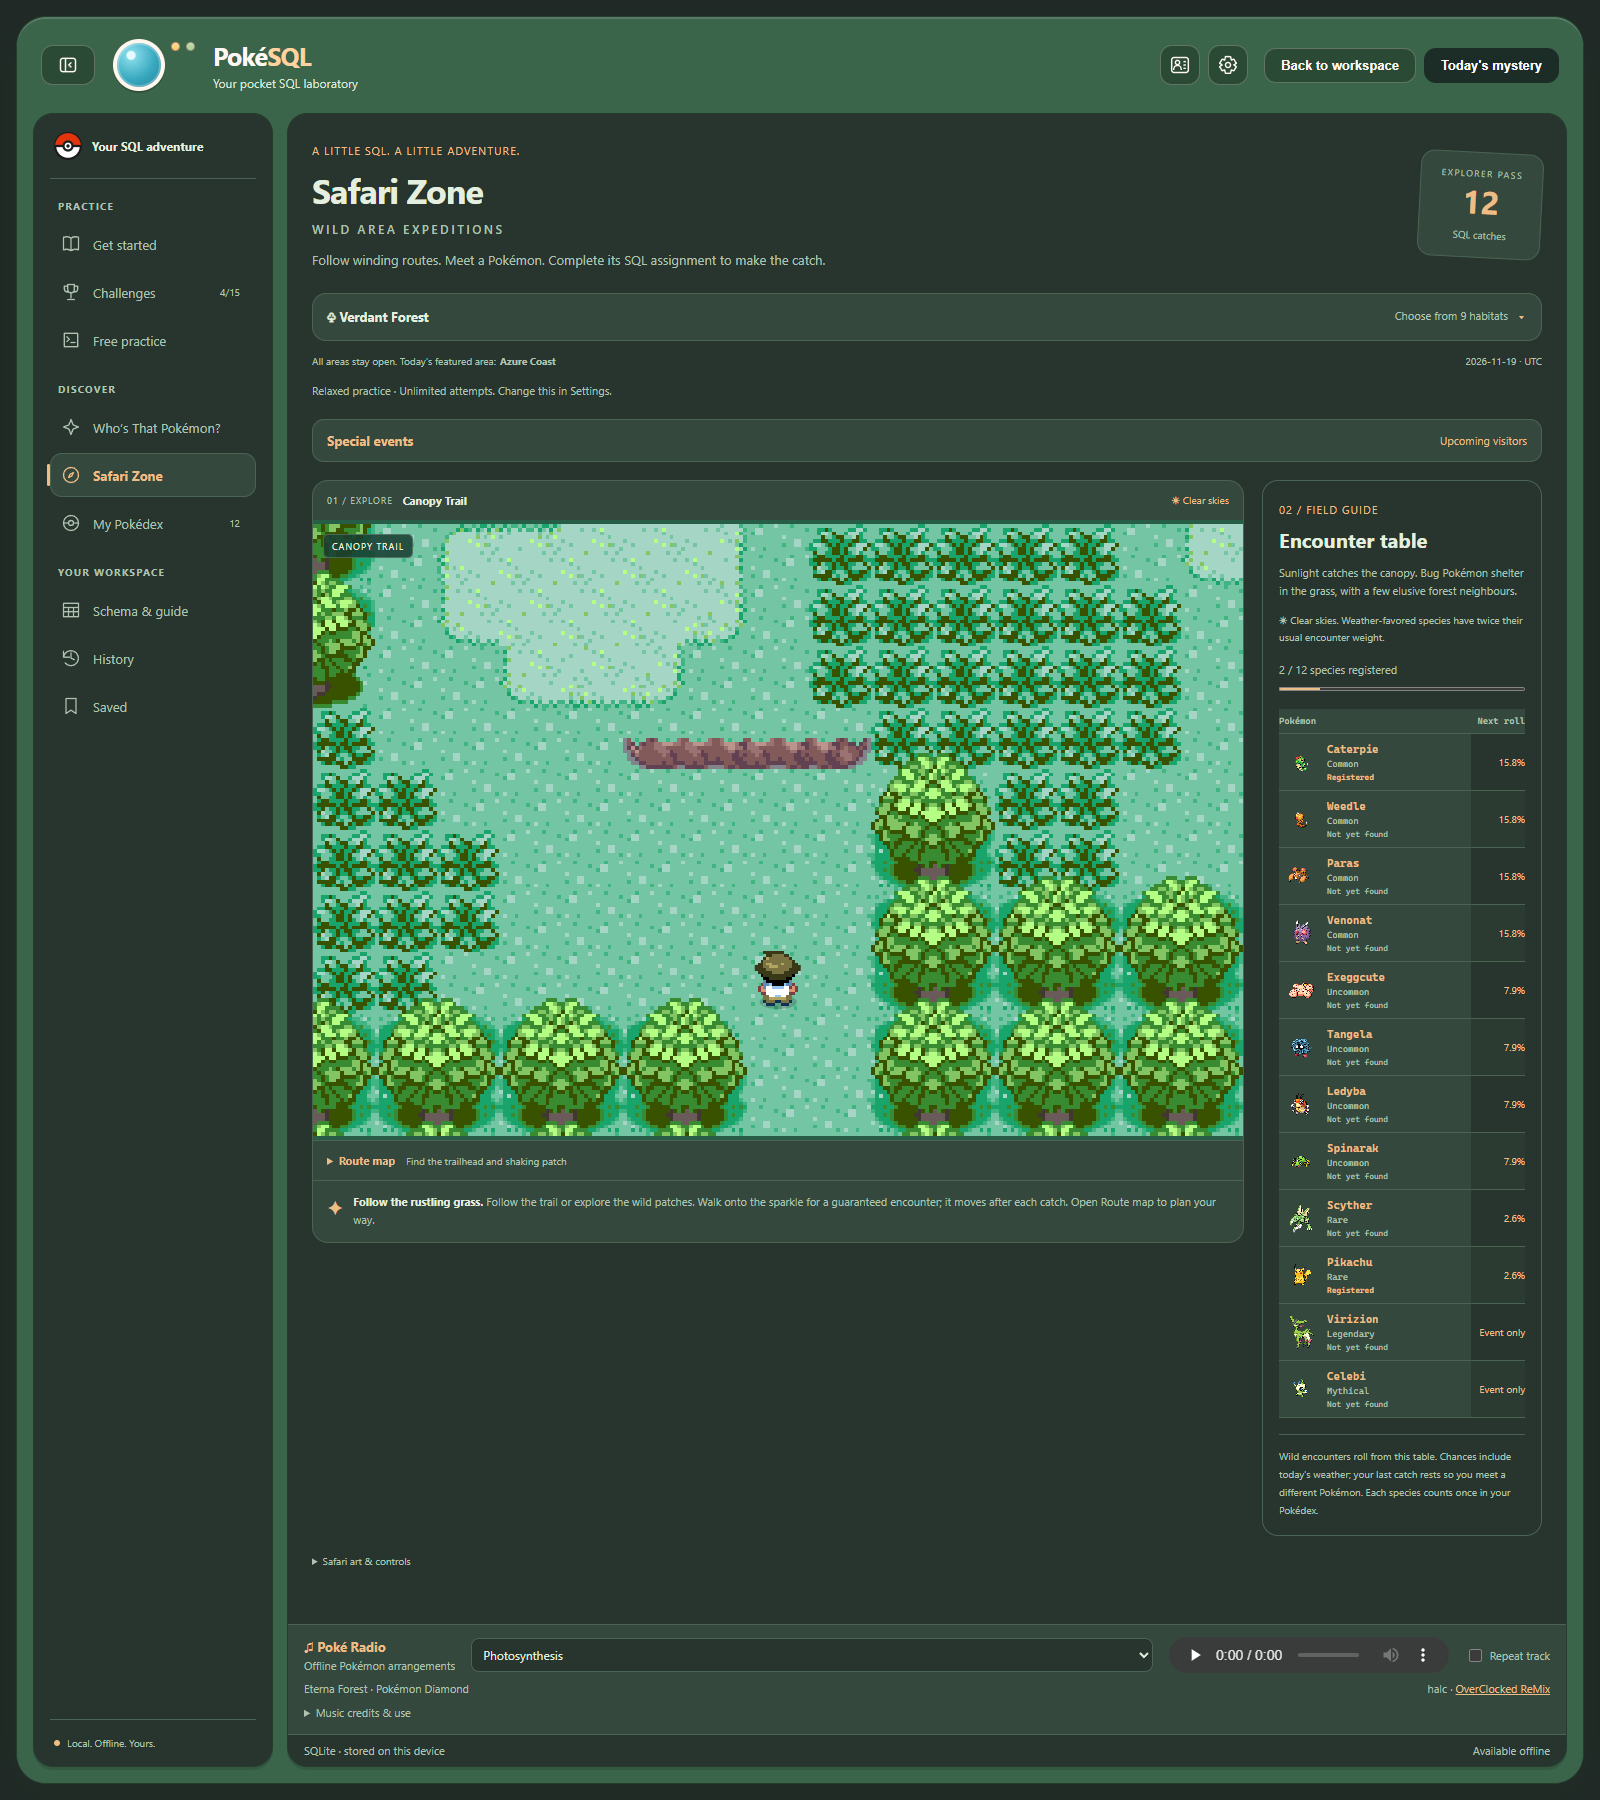 PokéSQL
Your pocket SQL laboratory
Back to workspace
Today's mystery
Your SQL adventure
PRACTICE
Get started
Challenges 4/15
Free practice
DISCOVER
Who's That Pokémon?
Safari Zone
My Pokédex 12
YOUR WORKSPACE
Schema & guide
History
Saved
Local. Offline. Yours.
A LITTLE SQL. A LITTLE ADVENTURE.
Safari Zone
WILD AREA EXPEDITIONS
Follow winding routes. Meet a Pokémon. Complete its SQL assignment to make the catch.
EXPLORER PASS
12
SQL catches
Verdant Forest
Choose from 9 habitats
All areas stay open. Today's featured area: Azure Coast
2026-11-19 · UTC
Relaxed practice · Unlimited attempts. Change this in Settings.
Special events
Upcoming visitors
01 / EXPLORE Canopy Trail
Clear skies
CANOPY TRAIL
Route map Find the trailhead and shaking patch
Follow the rustling grass. Follow the trail or explore the wild patches. Walk onto the sparkle for a guaranteed encounter; it moves after each catch. Open Route map to plan your
way.
02 / FIELD GUIDE
Encounter table
Sunlight catches the canopy. Bug Pokémon shelter
in the grass, with a few elusive forest neighbours.
☀ Clear skies. Weather-favored species have twice their
usual encounter weight.
2 / 12 species registered
Pokémon Next roll
Caterpie
Common
Registered
15.8%
Weedle
Common
Not yet found
15.8%
Paras
Common
Not yet found
15.8%
Venonat
Common
Not yet found
15.8%
Exeggcute
Uncommon
Not yet found
7.9%
Tangela
Uncommon
Not yet found
7.9%
Ledyba
Uncommon
Not yet found
7.9%
Spinarak
Uncommon
Not yet found
7.9%
Scyther
Rare
Not yet found
2.6%
Pikachu
Rare
Registered
2.6%
Virizion
Legendary
Not yet found
Event only
Celebi
Mythical
Not yet found
Event only
Wild encounters roll from this table. Chances include
today's weather; your last catch rests so you meet a
different Pokémon. Each species counts once in your
Pokédex.
Safari art & controls
♫ Poké Radio
Offline Pokémon arrangements
Photosynthesis
0:00 / 0:00
Repeat track
Eterna Forest · Pokémon Diamond
halc · OverClocked ReMix
Music credits & use
SQLite · stored on this device
Available offline